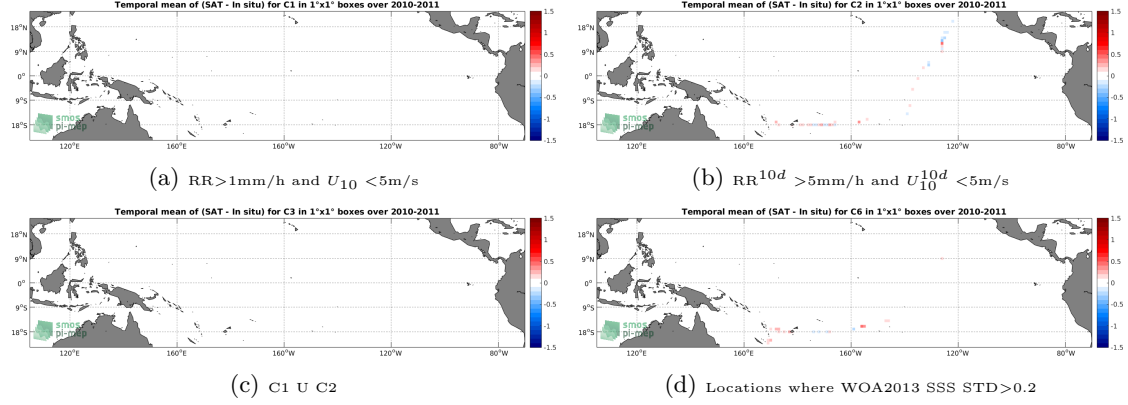 Temporal mean of (SAT - In situ) for C1 in 1°x1° boxes over 2010-2011
18°N
9°N
0°
9°S
18°S
120°E
160°E
160°W
120°W
80°W
1.5
1
0.5
0
-0.5
-1
-1.5
smos
pi-mep
(a) RR>1mm/h and U10 <5m/s
Temporal mean of (SAT - In situ) for C2 in 1°x1° boxes over 2010-2011
18°N
9°N
0°
9°S
18°S
120°E
160°E
160°W
120°W
80°W
1.5
1
0.5
0
-0.5
-1
-1.5
smos
pi-mep
(b) RR10d >5mm/h and U10d10 <5m/s
Temporal mean of (SAT - In situ) for C3 in 1°x1° boxes over 2010-2011
18°N
9°N
0°
9°S
18°S
120°E
160°E
160°W
120°W
80°W
1.5
1
0.5
0
-0.5
-1
-1.5
smos
pi-mep
(c) C1 U C2
Temporal mean of (SAT - In situ) for C6 in 1°x1° boxes over 2010-2011
18°N
9°N
0°
9°S
18°S
120°E
160°E
160°W
120°W
80°W
1.5
1
0.5
0
-0.5
-1
-1.5
smos
pi-mep
(d) Locations where WOA2013 SSS STD>0.2